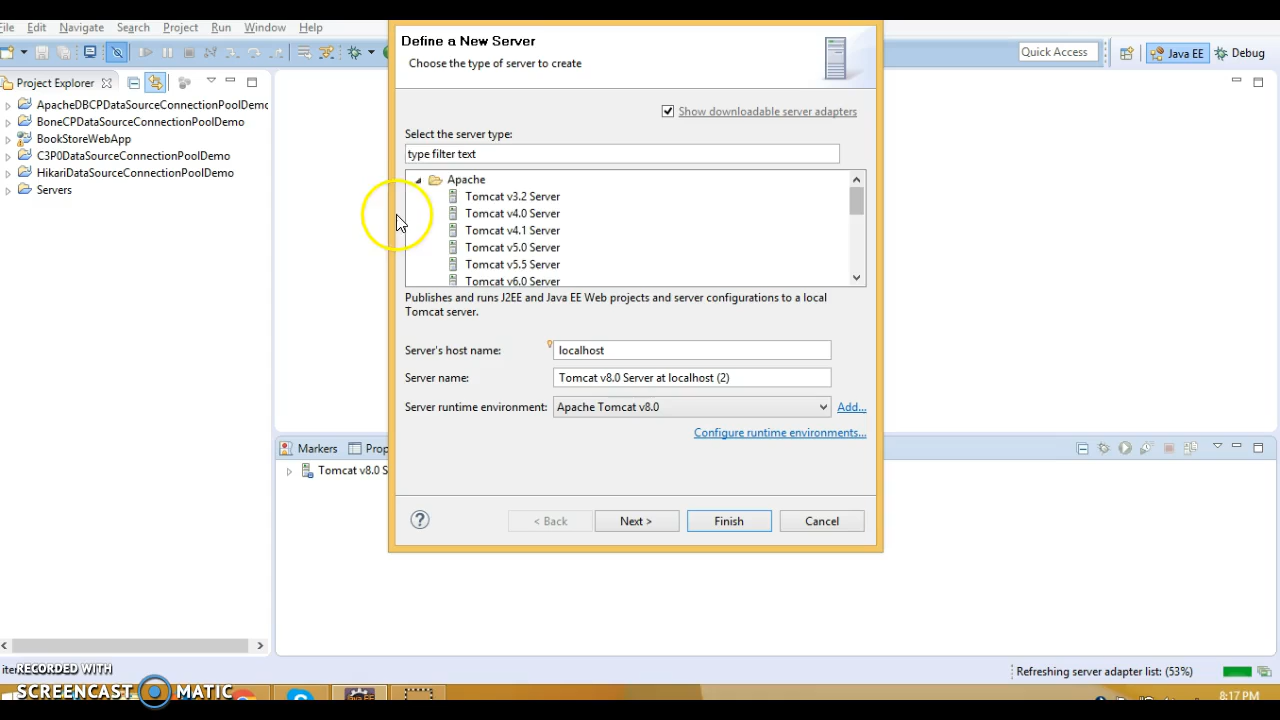 File Edit Navigate Search Project Run Window Help
Quick Access
Java EE
Debug
Project Explorer
ApacheDBCPDataSourceConnectionPoolDemo
BoneCPDataSourceConnectionPoolDemo
BookStoreWebApp
C3P0DataSourceConnectionPoolDemo
HikariDataSourceConnectionPoolDemo
Servers
Define a New Server
Choose the type of server to create
Show downloadable server adapters
Select the server type:
type filter text
Apache
Tomcat v3.2 Server
Tomcat v4.0 Server
Tomcat v4.1 Server
Tomcat v5.0 Server
Tomcat v5.5 Server
Tomcat v6.0 Server
Publishes and runs J2EE and Java EE Web projects and server configurations to a local
Tomcat server.
Server's host name: localhost
Server name: Tomcat v8.0 Server at localhost (2)
Server runtime environment: Apache Tomcat v8.0 Add...
Configure runtime environments...
< Back Next > Finish Cancel
Markers Prop
Tomcat v8.0 S
Refreshing server adapter list: (53%)
RECORDED WITH
SCREENCAST MATIC
8:17 PM